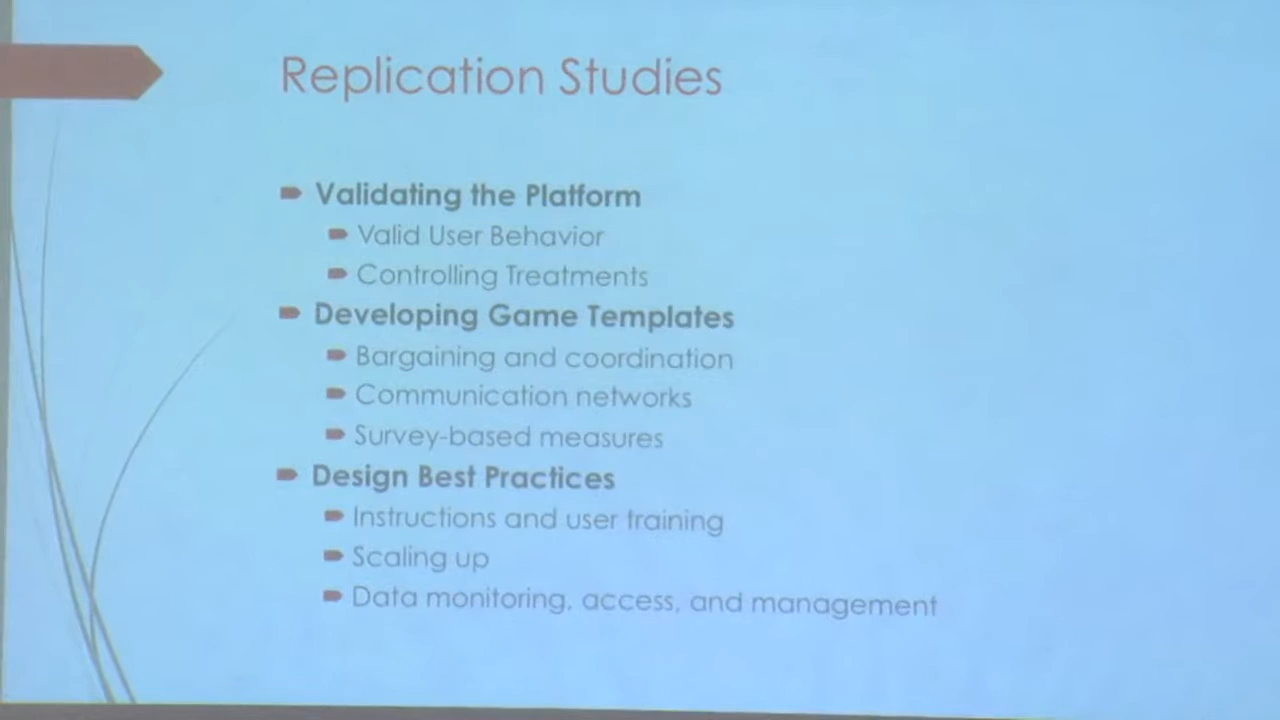 Replication Studies
Validating the Platform
Valid User Behavior
Controlling Treatments
Developing Game Templates
Bargaining and coordination
Communication networks
Survey-based measures
Design Best Practices
Instructions and user training
Scaling up
Data monitoring, access, and management